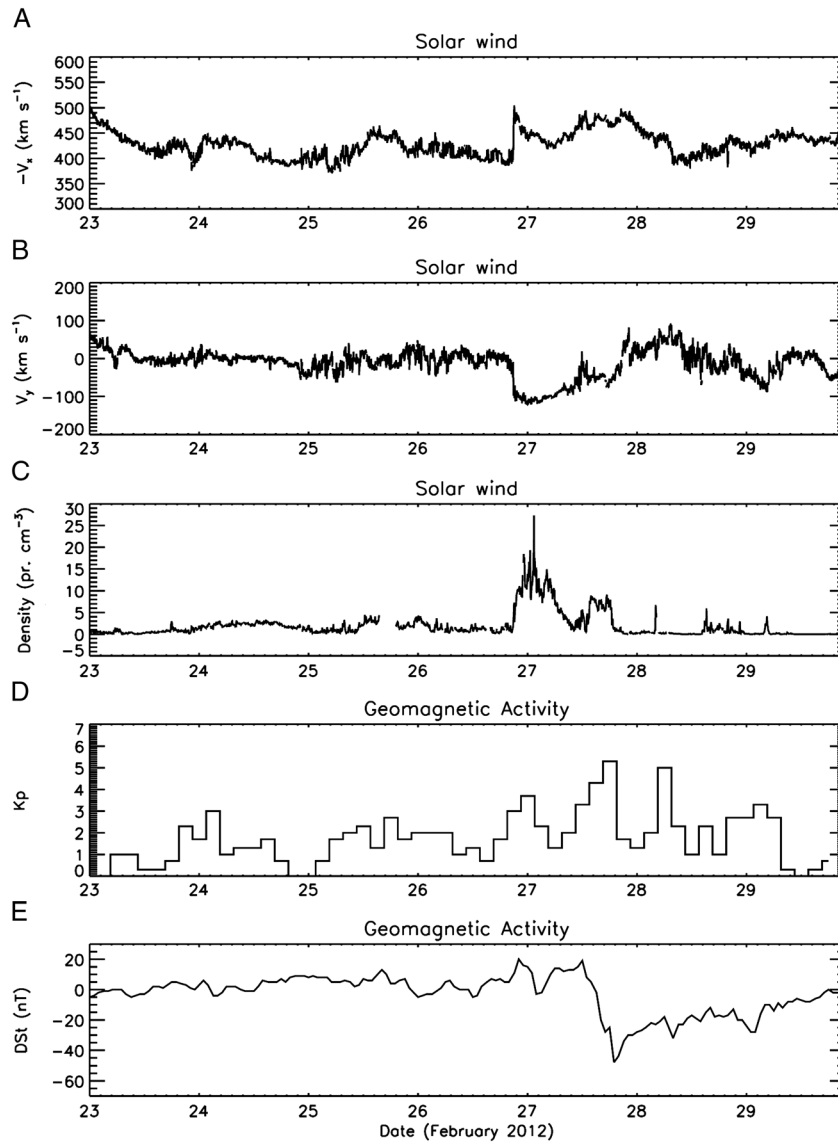 A
Solar wind
600
550
500
450
400
350
300
−Vx (km s−1)
23 24 25 26 27 28 29
B
Solar wind
200
100
0
−100
−200
Vy (km s−1)
23 24 25 26 27 28 29
C
Solar wind
30
25
20
15
10
5
0
−5
Density (pr. cm−3)
23 24 25 26 27 28 29
D
Geomagnetic Activity
7
6
5
4
3
2
1
0
Kp
23 24 25 26 27 28 29
E
Geomagnetic Activity
20
0
−20
−40
−60
DSt (nT)
23 24 25 26 27 28 29
Date (February 2012)